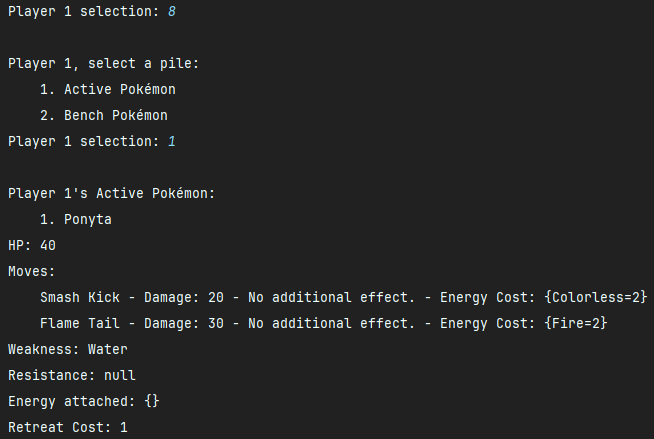 Player 1 selection: 8
Player 1, select a pile:
1. Active Pokémon
2. Bench Pokémon
Player 1 selection: 1
Player 1's Active Pokémon:
1. Ponyta
HP: 40
Moves:
Smash Kick - Damage: 20 - No additional effect. - Energy Cost: {Colorless=2}
Flame Tail - Damage: 30 - No additional effect. - Energy Cost: {Fire=2}
Weakness: Water
Resistance: null
Energy attached: {}
Retreat Cost: 1